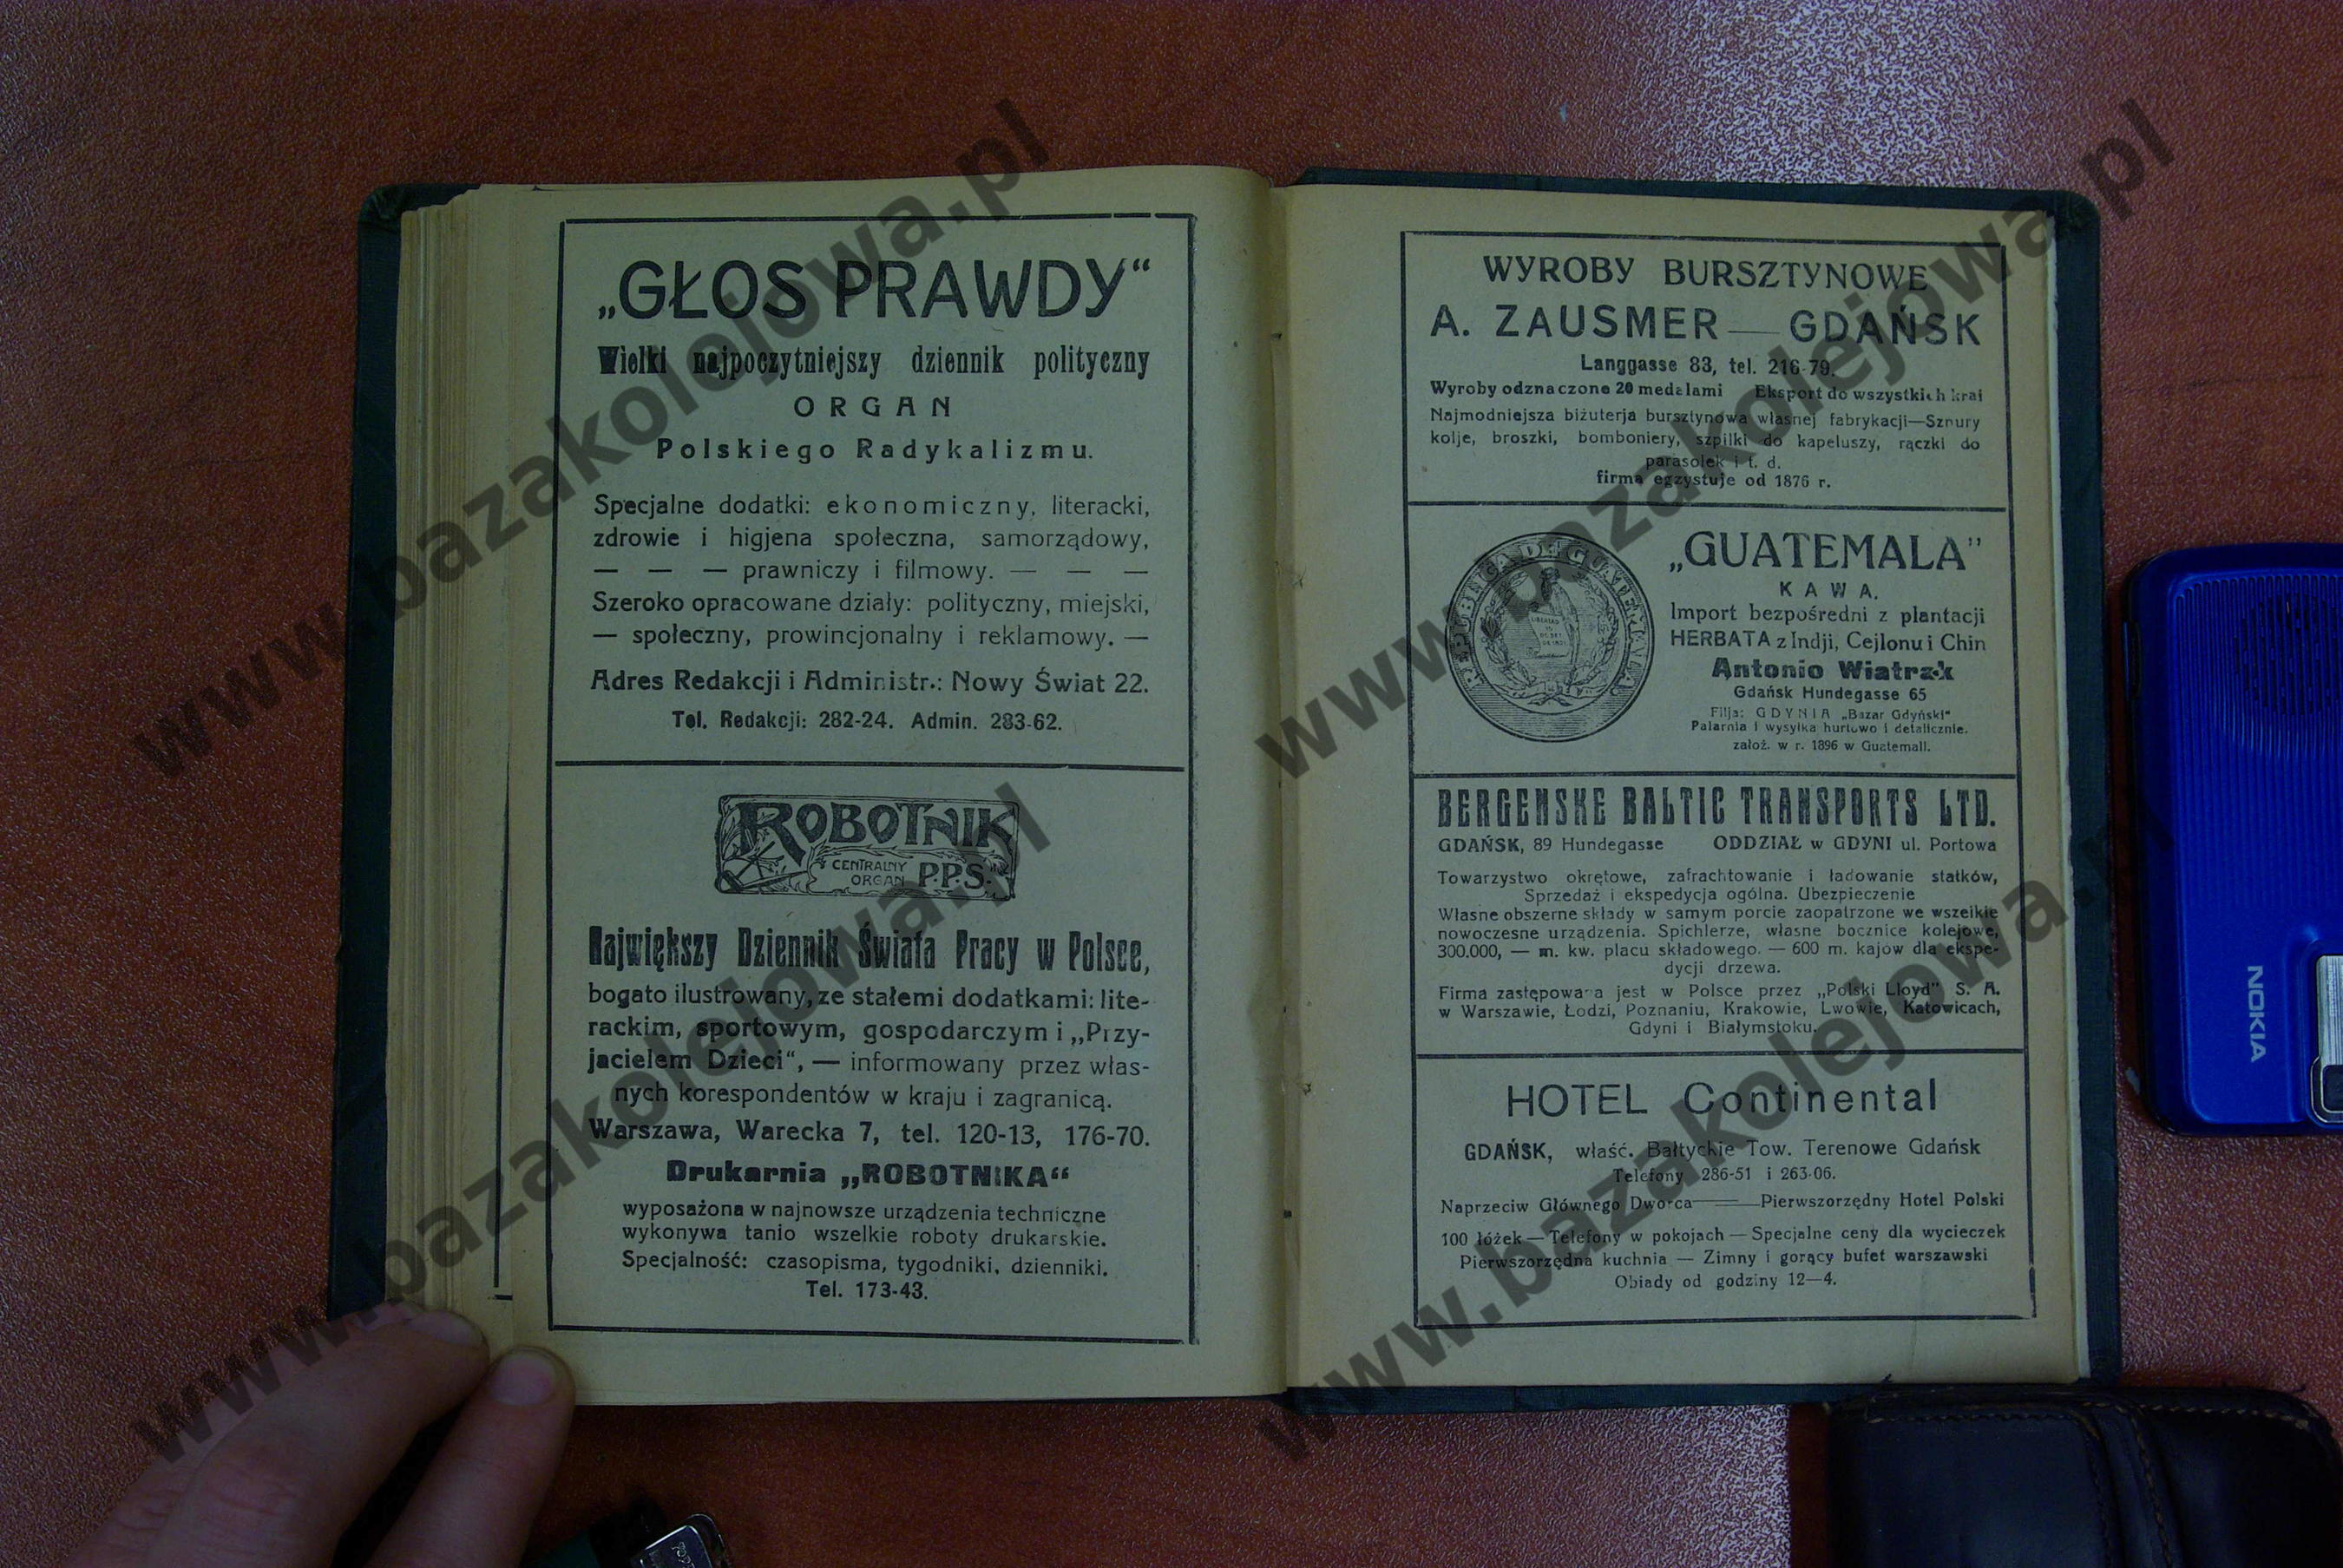 „GŁOS PRAWDY“
Wielki najpoczytniejszy dziennik polityczny
ORGAN
Polskiego Radykalizmu.
Specjalne dodatki: ekonomiczny, literacki,
zdrowie i higjena społeczna, samorządowy,
— — — prawniczy i filmowy. — — —
Szeroko opracowane działy: polityczny, miejski,
— społeczny, prowincjonalny i reklamowy. —
Adres Redakcji i Administr.: Nowy Świat 22.
Tel. Redakcji: 282-24. Admin. 283-62.
ROBOTNIK
CENTRALNY
ORGAN P.P.S.
Największy Dziennik Świata Pracy w Polsce,
bogato ilustrowany, ze stałemi dodatkami: lite-
rackim, sportowym, gospodarczym i „Przy-
jacielem Dzieci“, — informowany przez włas-
nych korespondentów w kraju i zagranicą.
Warszawa, Warecka 7, tel. 120-13, 176-70.
Drukarnia „ROBOTNIKA“
wyposażona w najnowsze urządzenia techniczne
wykonywa tanio wszelkie roboty drukarskie.
Specjalność: czasopisma, tygodniki, dzienniki.
Tel. 173-43.
WYROBY BURSZTYNOWE
A. ZAUSMER — GDAŃSK
Langgasse 83, tel. 216-79.
Wyroby odznaczone 20 medalami Eksport do wszystkich krai
Najmodniejsza biżuterja bursztynowa własnej fabrykacji—Sznury
kolje, broszki, bomboniery, szpilki do kapeluszy, rączki do
parasolek i t. d.
firma egzystuje od 1876 r.
REPUBLICA DE GUATEMALA
„GUATEMALA”
KAWA.
Import bezpośredni z plantacji
HERBATA z Indji, Cejlonu i Chin
Antonio Wiatrak
Gdańsk Hundegasse 65
Filja: GDYNIA „Bazar Gdyński“
Palarnia i wysyłka hurtowo i detalicznie.
założ. w r. 1896 w Guatemali.
BERGENSKE BALTIC TRANSPORTS LTD.
GDAŃSK, 89 Hundegasse ODDZIAŁ w GDYNI ul. Portowa
Towarzystwo okrętowe, zafrachtowanie i ładowanie statków,
Sprzedaż i ekspedycja ogólna. Ubezpieczenie
Własne obszerne składy w samym porcie zaopatrzone we wszelkie
nowoczesne urządzenia. Spichlerze, własne bocznice kolejowe,
300.000, — m. kw. placu składowego. — 600 m. kajów dla ekspe-
dycji drzewa.
Firma zastępowana jest w Polsce przez „Polski Lloyd” S. A.
w Warszawie, Łodzi, Poznaniu, Krakowie, Lwowie, Katowicach,
Gdyni i Białymstoku.
HOTEL Continental
GDAŃSK, właść. Bałtyckie Tow. Terenowe Gdańsk
Telefony 286-51 i 263-06.
Naprzeciw Głównego Dworca — Pierwszorzędny Hotel Polski
100 łóżek — Telefony w pokojach — Specjalne ceny dla wycieczek
Pierwszorzędna kuchnia — Zimny i gorący bufet warszawski
Obiady od godziny 12—4.
NOKIA
www.bazakolejowa.pl
www.bazakolejowa.pl
www.bazakolejowa.pl
www.bazakolejowa.